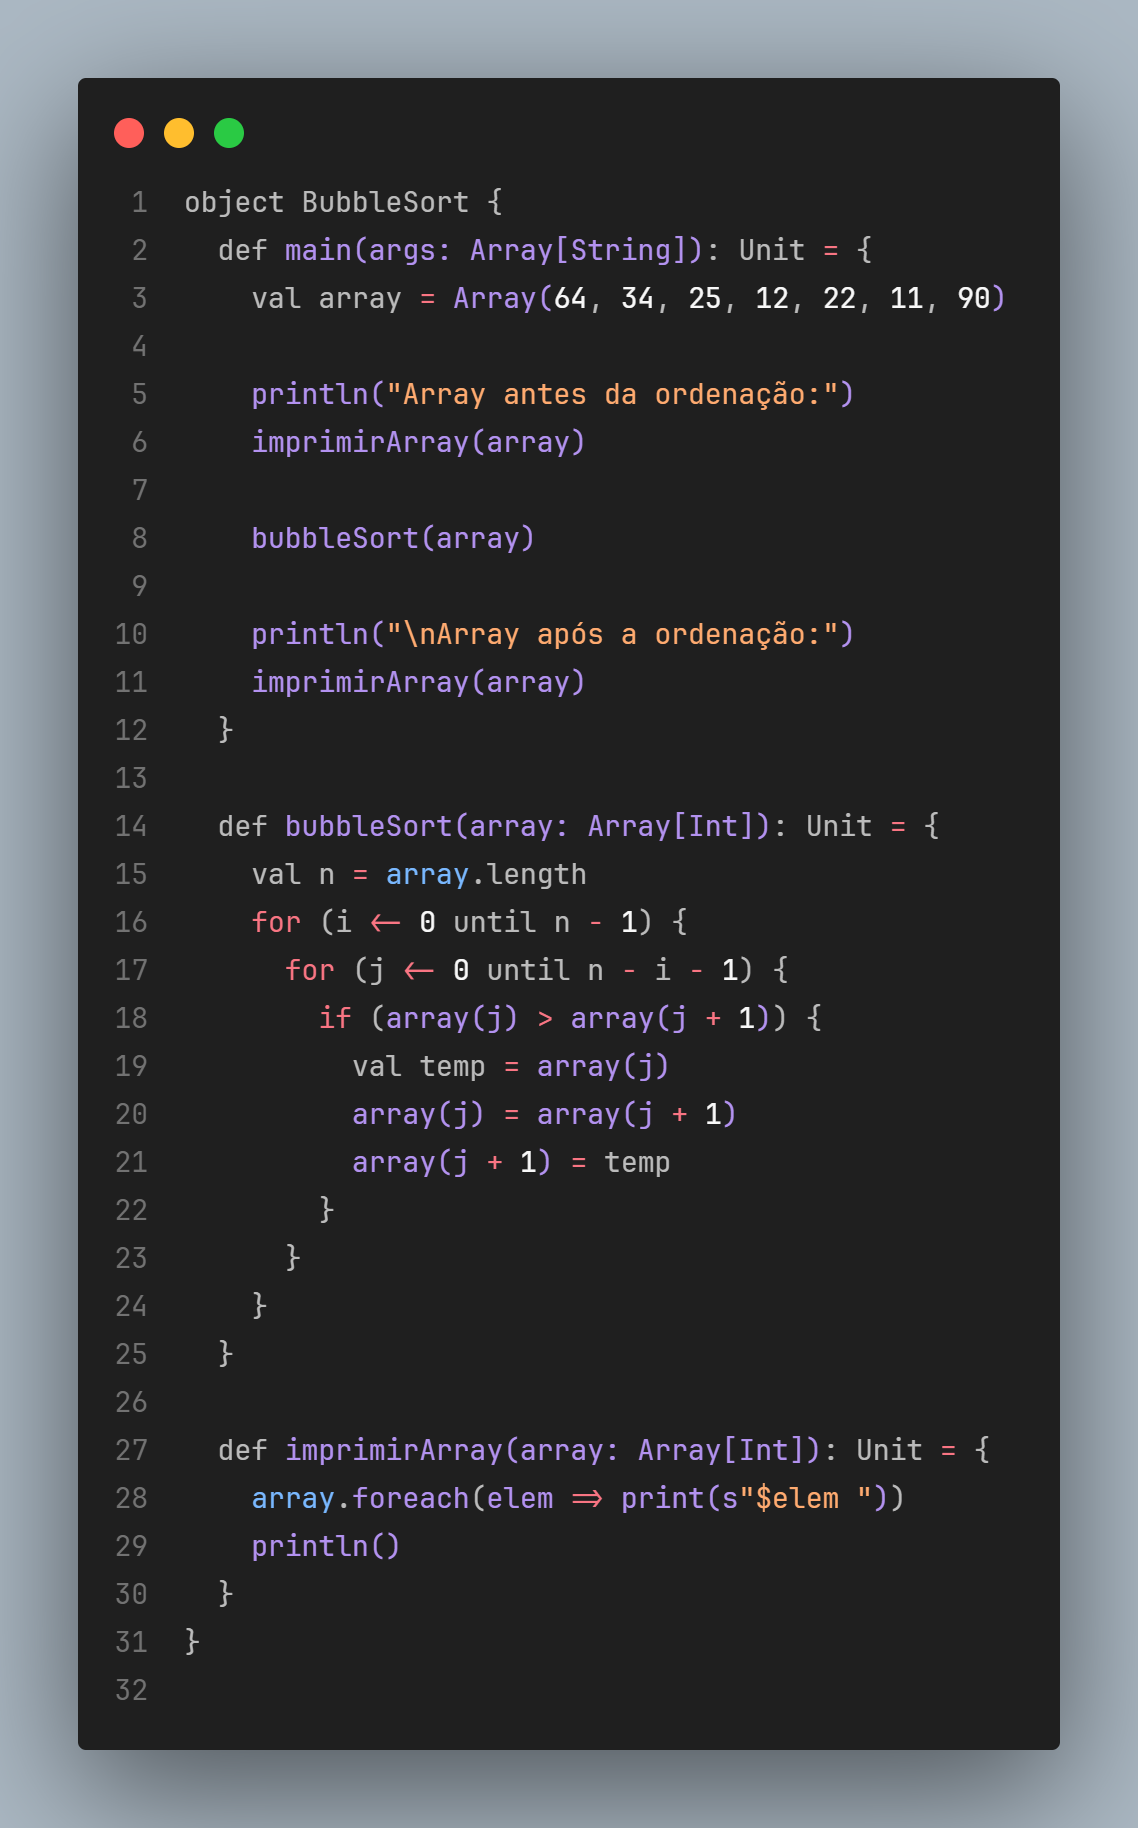 1 object BubbleSort {
2   def main(args: Array[String]): Unit = {
3     val array = Array(64, 34, 25, 12, 22, 11, 90)
4
5     println("Array antes da ordenação:")
6     imprimirArray(array)
7
8     bubbleSort(array)
9
10     println("\nArray após a ordenação:")
11     imprimirArray(array)
12   }
13
14   def bubbleSort(array: Array[Int]): Unit = {
15     val n = array.length
16     for (i <- 0 until n - 1) {
17       for (j <- 0 until n - i - 1) {
18         if (array(j) > array(j + 1)) {
19           val temp = array(j)
20           array(j) = array(j + 1)
21           array(j + 1) = temp
22         }
23       }
24     }
25   }
26
27   def imprimirArray(array: Array[Int]): Unit = {
28     array.foreach(elem => print(s"$elem "))
29     println()
30   }
31 }
32